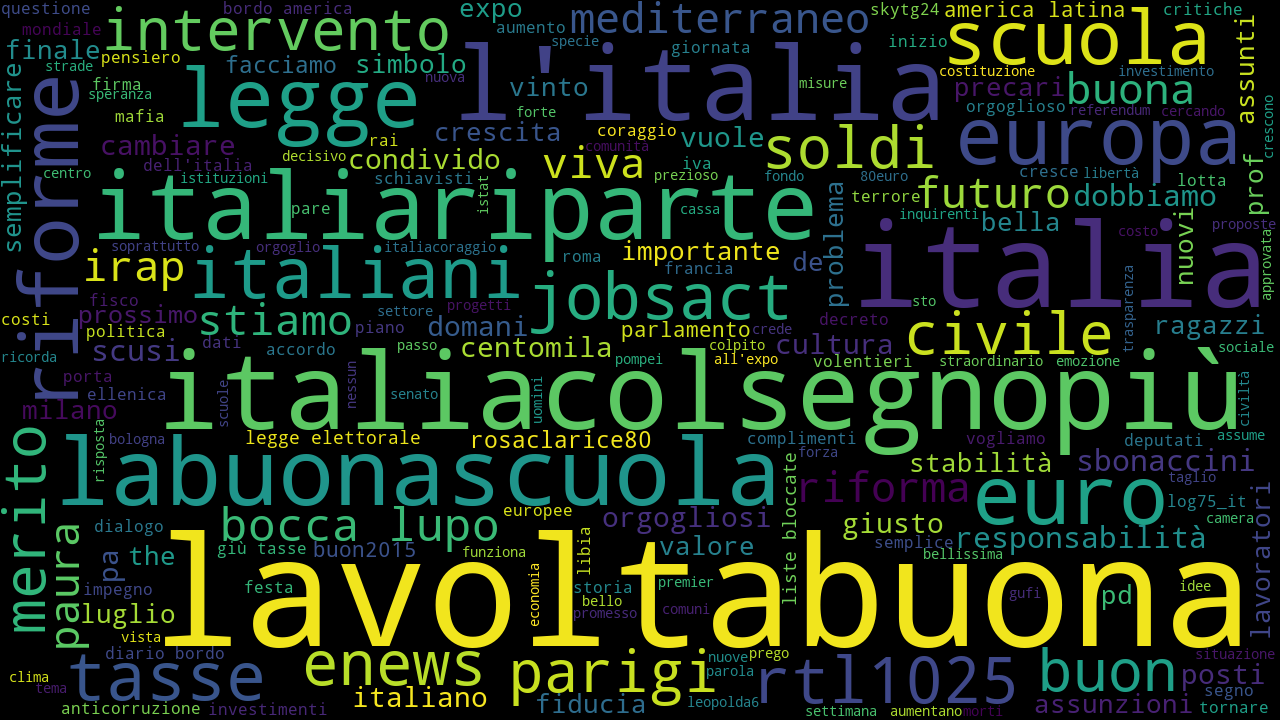 questione
bordo america
expo
mediterraneo
skytg24
america latina
critiche
mondiale
intervento
aumento
scuola
assunti
finale
pensiero
specie
giornata
inizio
strade
facciamo
simbolo
l'italia
costituzione
investimento
firma
legge
nuova
vinto
misure
precari
buona
speranza
forte
orgoglioso
referendum
cercando
mafia
crescita
coraggio
vuole
soldi
europa
crescono
semplificare
riforme
cambiare
rai
comunità
decisivo
condivido
viva
iva
dell'italia
centro
istituzioni
schiavisti
istat
prezioso
fondo
80euro
cresce
libertà
lotta
prof
italiariparte
terrore
futuro
dobbiamo
pare
cassa
problema
inquirenti
bella
nuovi
costo
proposte
approvata
soprattutto
orgoglio
italiacoraggio
roma
importante
italia
irap
italiani
francia
de
fisco
jobsact
sto
trasparenza
costi
prossimo
stiamo
settore
progetti
politica
piano
domani
parlamento
crede
decreto
civile
ragazzi
ricorda
scusi
dati
accordo
passo
centomila
pompei
colpito
all'expo
cultura
volentieri
straordinario
emozione
sociale
porta
ellenica
scuole
nessun
senato
uomini
italiacolsegnopiù
civiltà
milano
merito
risposta
bologna
legge elettorale
rosaclarice80
complimenti
vogliamo
deputati
assume
labuonascuola
forza
stabilità
sbonaccini
liste bloccate
riforma
euro
taglio
log75_it
lavoratori
paura
dialogo
bocca lupo
europee
orgogliosi
giusto
camera
pa
the
giù tasse
buon2015
funziona
libia
valore
semplice
responsabilità
bellissima
impegno
festa
lavoltabuona
economia
storia
premier
idee
luglio
bello
promesso
comuni
gufi
pd
vista
diario bordo
nuove
prego
situazione
clima
tema
tasse
enews
parigi
parola
rtl1025
buon
posti
italiano
fiducia
leopolda6
segno
anticorruzione
investimenti
settimana
aumentano
morti
assunzioni
tornare